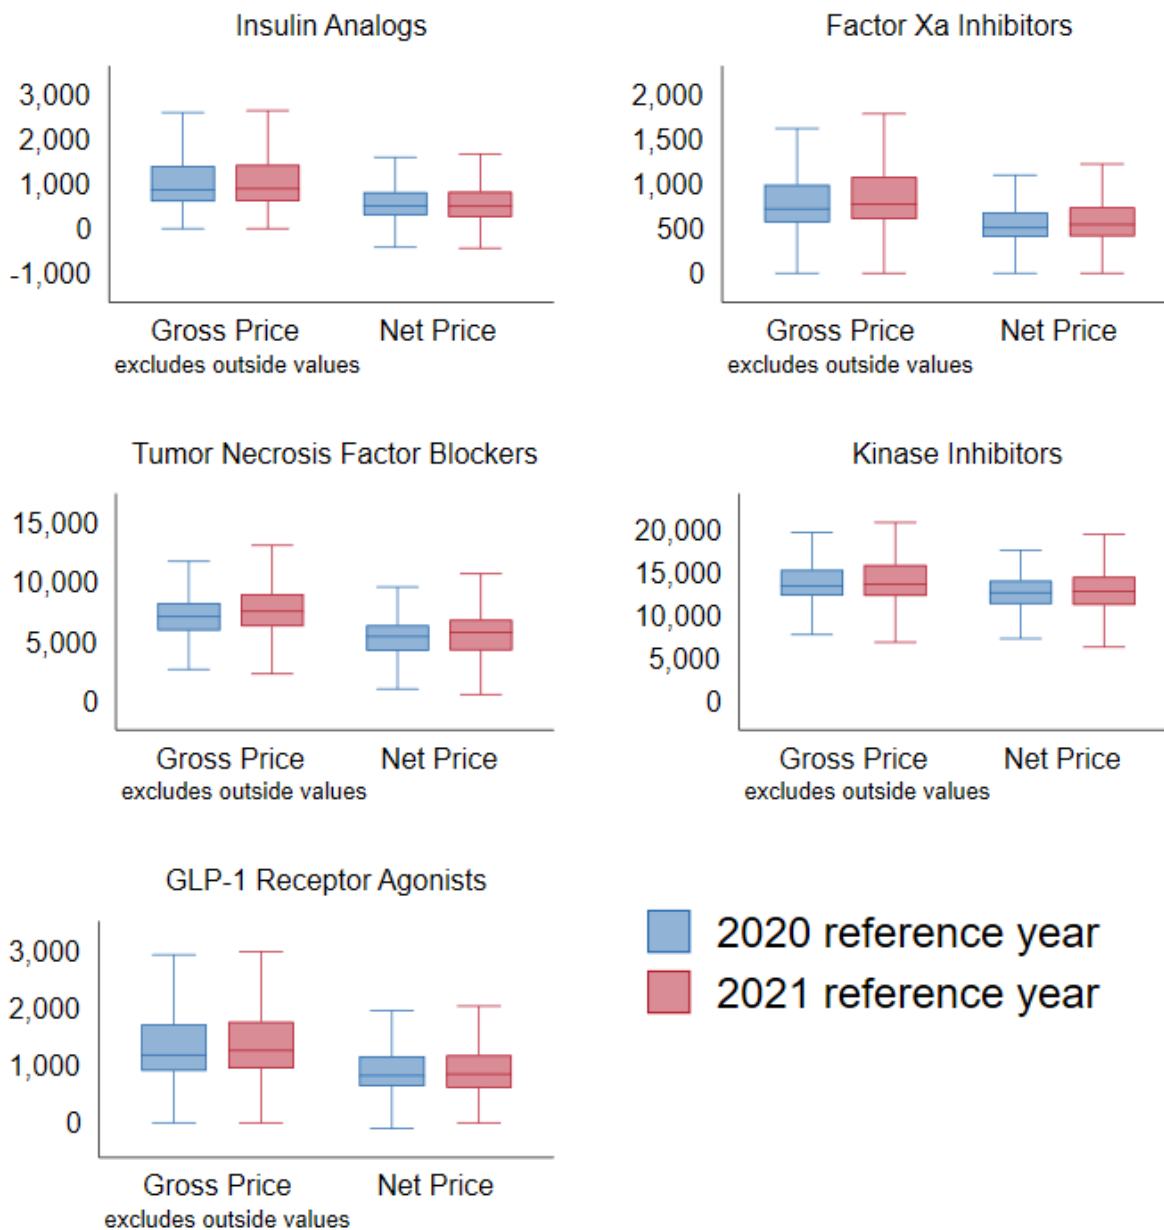 Insulin Analogs
3,000
2,000
1,000
0
-1,000
Gross Price Net Price
excludes outside values
Factor Xa Inhibitors
2,000
1,500
1,000
500
0
Gross Price Net Price
excludes outside values
Tumor Necrosis Factor Blockers
15,000
10,000
5,000
0
Gross Price Net Price
excludes outside values
Kinase Inhibitors
20,000
15,000
10,000
5,000
0
Gross Price Net Price
excludes outside values
GLP-1 Receptor Agonists
3,000
2,000
1,000
0
Gross Price Net Price
excludes outside values
2020 reference year
2021 reference year